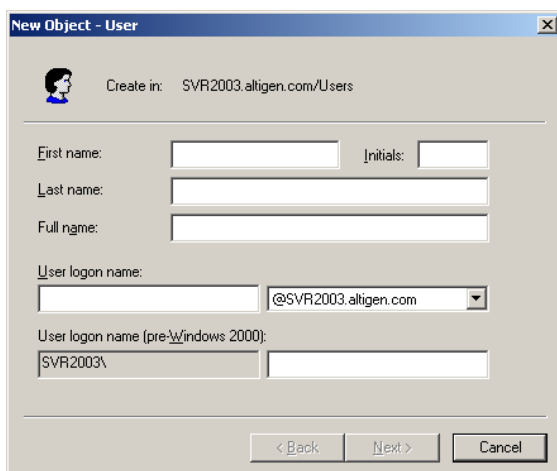 New Object - User
Create in: SVR2003.altigen.com/Users
First name:
Initials:
Last name:
Full name:
User logon name:
@SVR2003.altigen.com
User logon name (pre-Windows 2000):
SVR2003\
< Back
Next >
Cancel